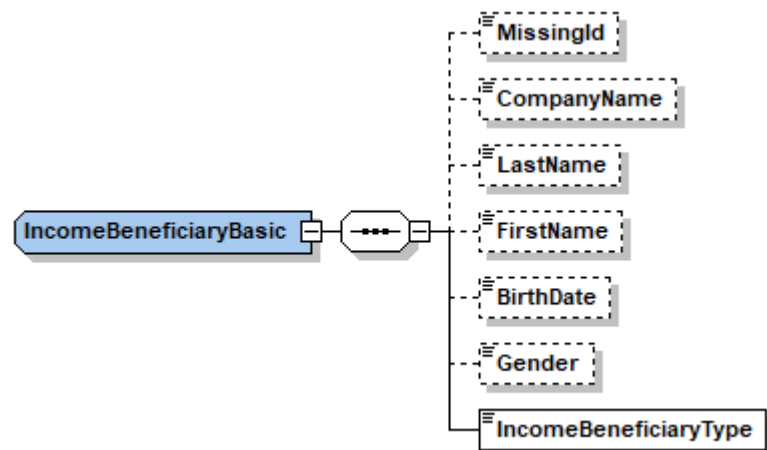 MissingId
CompanyName
LastName
IncomeBeneficiaryBasic
FirstName
BirthDate
Gender
IncomeBeneficiaryType